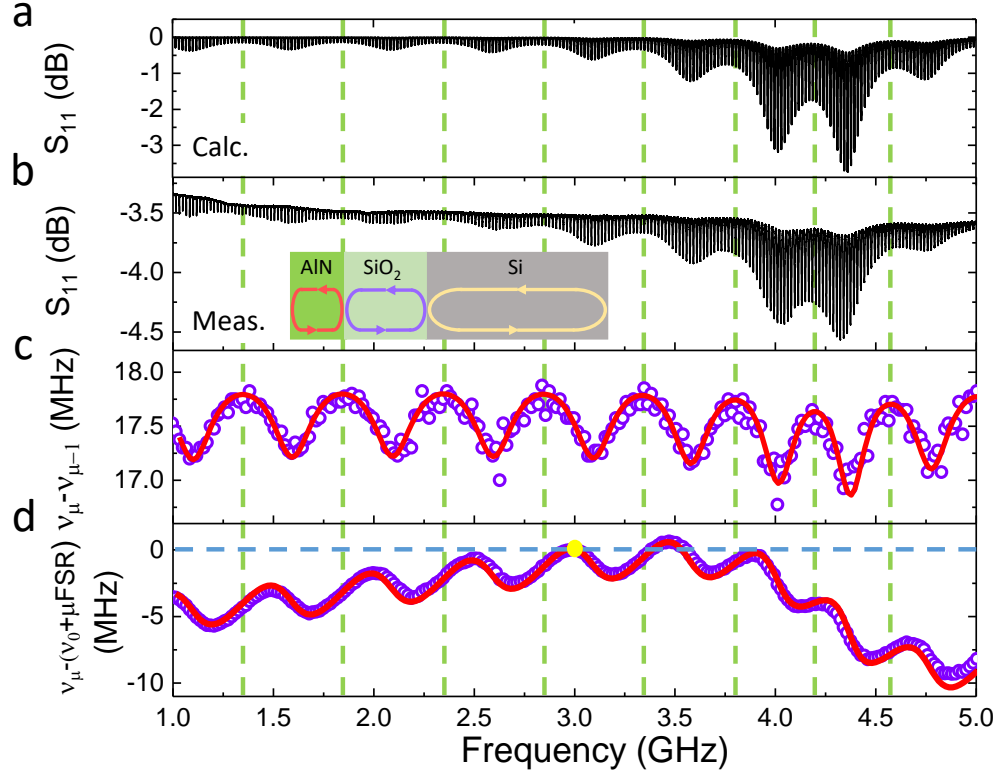 a
0
-1
-2
-3
S11 (dB)
Calc.
b
-3.5
-4.0
-4.5
S11 (dB)
AlN
SiO2
Si
Meas.
c
18.0
17.5
17.0
νμ-νμ−1 (MHz)
d
0
-5
-10
νμ-(ν0+μFSR)
(MHz)
1.0 1.5 2.0 2.5 3.0 3.5 4.0 4.5 5.0
Frequency (GHz)